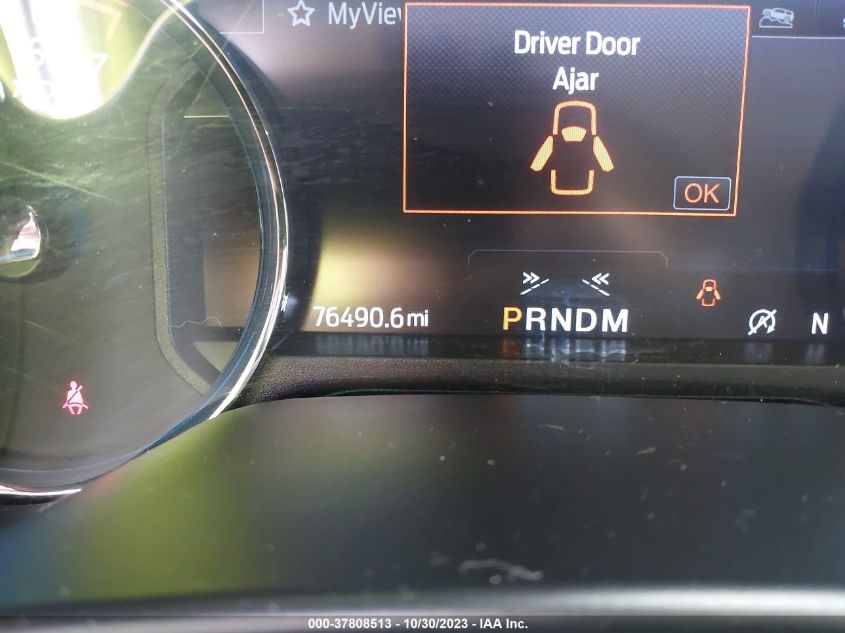 MyView
Driver Door
Ajar
OK
76490.6 mi
PRNDM
N
000-37808513 - 10/30/2023 - IAA Inc.